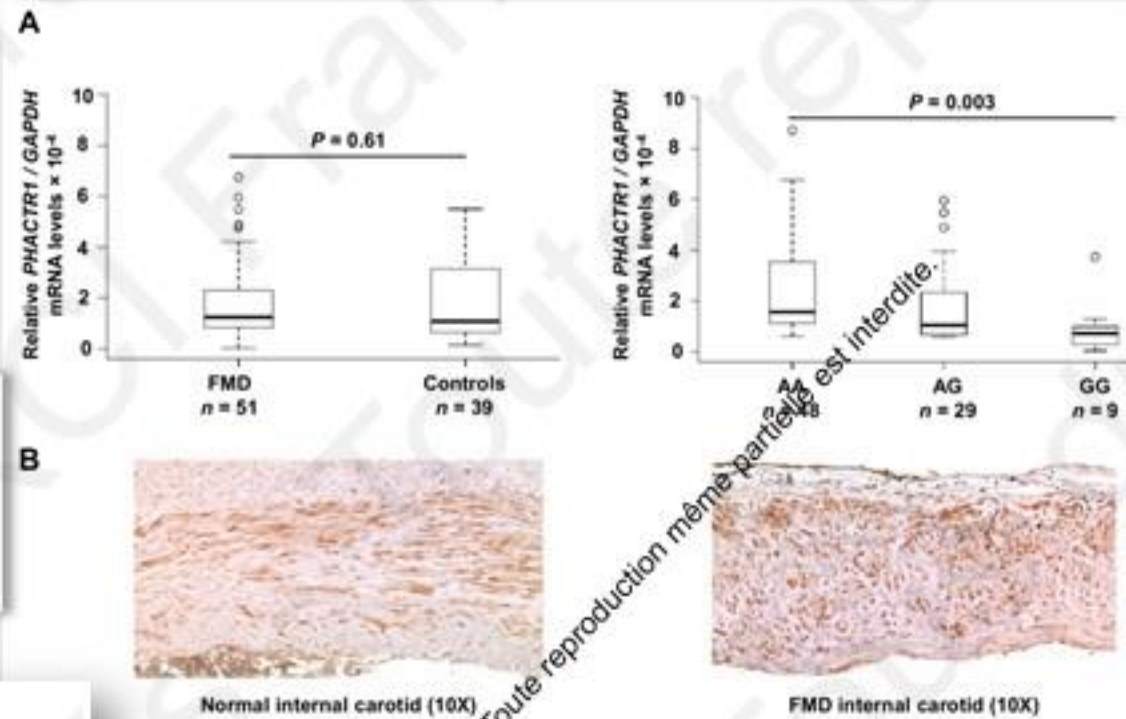 A
Relative PHACTR1 / GAPDH
mRNA levels × 10⁻⁴
10
8
6
4
2
0
P = 0.61
FMD
n = 51
Controls
n = 39
Relative PHACTR1 / GAPDH
mRNA levels × 10⁻⁴
10
8
6
4
2
0
P = 0.003
AA
n = 48
AG
n = 29
GG
n = 9
B
Normal internal carotid (10X)
FMD internal carotid (10X)
Toute reproduction même partielle est interdite.